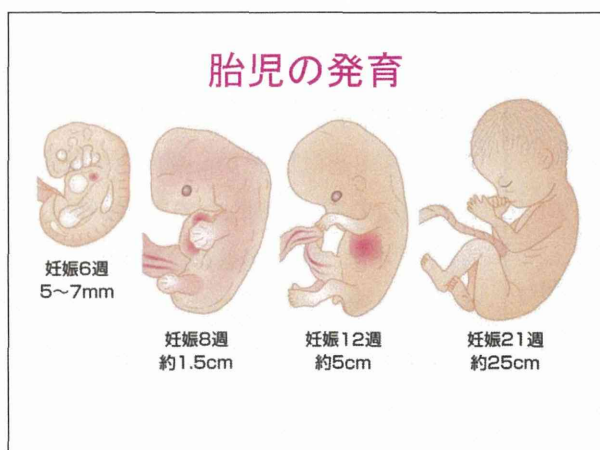 胎児の発育
妊娠6週
5～7mm
妊娠8週
約1.5cm
妊娠12週
約5cm
妊娠21週
約25cm